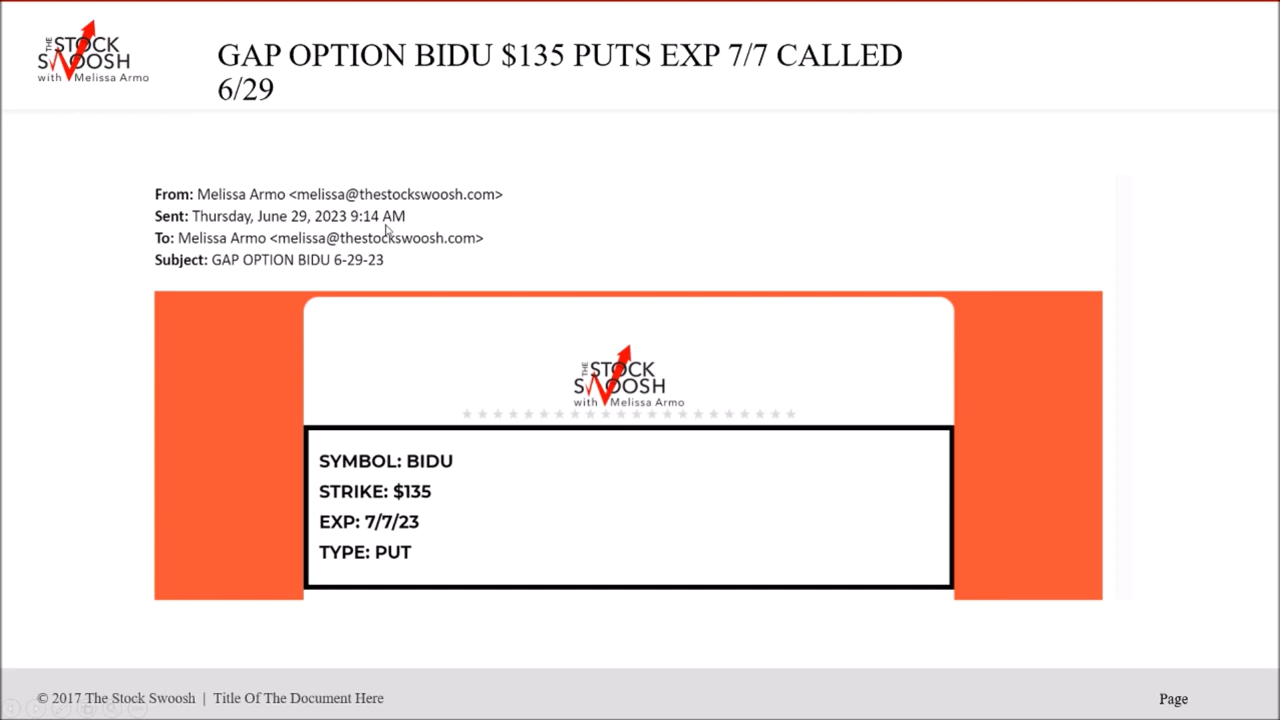 THE STOCK SWOOSH
with Melissa Armo
GAP OPTION BIDU $135 PUTS EXP 7/7 CALLED
6/29
From: Melissa Armo <melissa@thestockswoosh.com>
Sent: Thursday, June 29, 2023 9:14 AM
To: Melissa Armo <melissa@thestockswoosh.com>
Subject: GAP OPTION BIDU 6-29-23
THE STOCK
SWOOSH
with Melissa Armo
SYMBOL: BIDU
STRIKE: $135
EXP: 7/7/23
TYPE: PUT
© 2017 The Stock Swoosh | Title Of The Document Here
Page